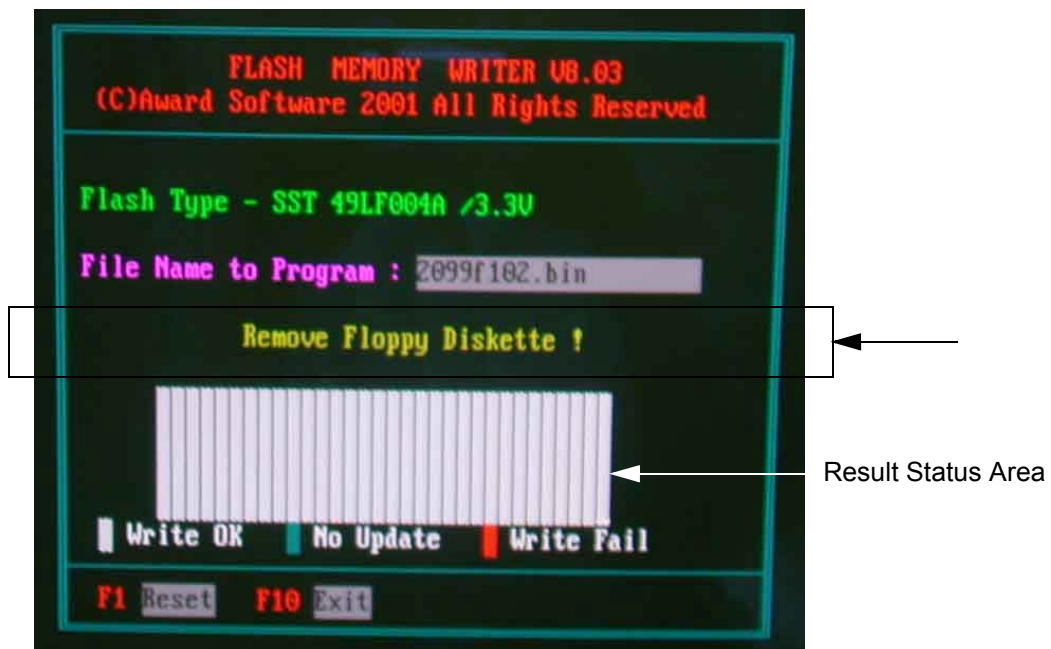 FLASH MEMORY WRITER V8.03
(C)Award Software 2001 All Rights Reserved
Flash Type - SST 49LF004A /3.3V
File Name to Program : 2099f102.bin
Remove Floppy Diskette !
Result Status Area
Write OK No Update Write Fail
F1 Reset F10 Exit